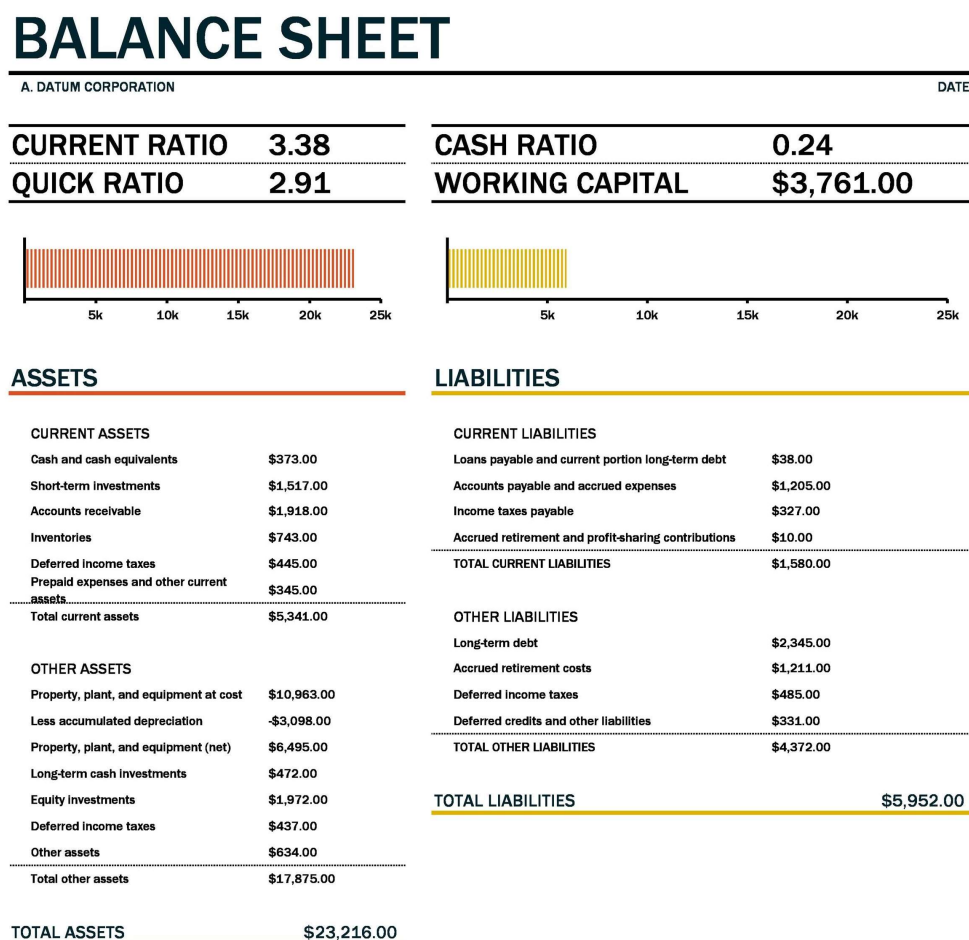 BALANCE SHEET
A. DATUM CORPORATION DATE
CURRENT RATIO 3.38
QUICK RATIO 2.91
CASH RATIO 0.24
WORKING CAPITAL $3,761.00
5k 10k 15k 20k 25k
5k 10k 15k 20k 25k
ASSETS
CURRENT ASSETS
Cash and cash equivalents $373.00
Short-term investments $1,517.00
Accounts receivable $1,918.00
Inventories $743.00
Deferred income taxes $445.00
Prepaid expenses and other current
assets $345.00
Total current assets $5,341.00
OTHER ASSETS
Property, plant, and equipment at cost $10,963.00
Less accumulated depreciation -$3,098.00
Property, plant, and equipment (net) $6,495.00
Long-term cash investments $472.00
Equity investments $1,972.00
Deferred income taxes $437.00
Other assets $634.00
Total other assets $17,875.00
TOTAL ASSETS $23,216.00
LIABILITIES
CURRENT LIABILITIES
Loans payable and current portion long-term debt $38.00
Accounts payable and accrued expenses $1,205.00
Income taxes payable $327.00
Accrued retirement and profit-sharing contributions $10.00
TOTAL CURRENT LIABILITIES $1,580.00
OTHER LIABILITIES
Long-term debt $2,345.00
Accrued retirement costs $1,211.00
Deferred income taxes $485.00
Deferred credits and other liabilities $331.00
TOTAL OTHER LIABILITIES $4,372.00
TOTAL LIABILITIES $5,952.00